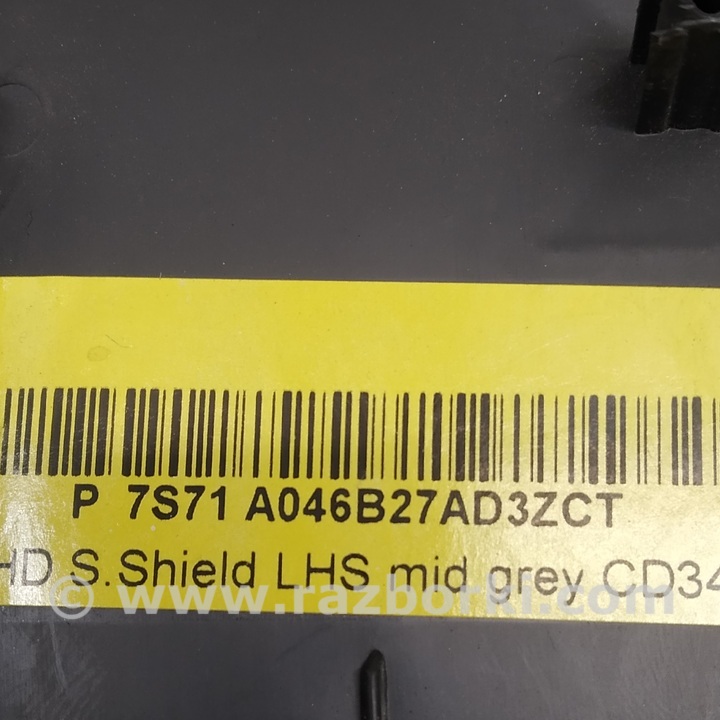 P 7S71 A046B27AD3ZCT
HD S.Shield LHS mid grey CD34
www.razborki.com